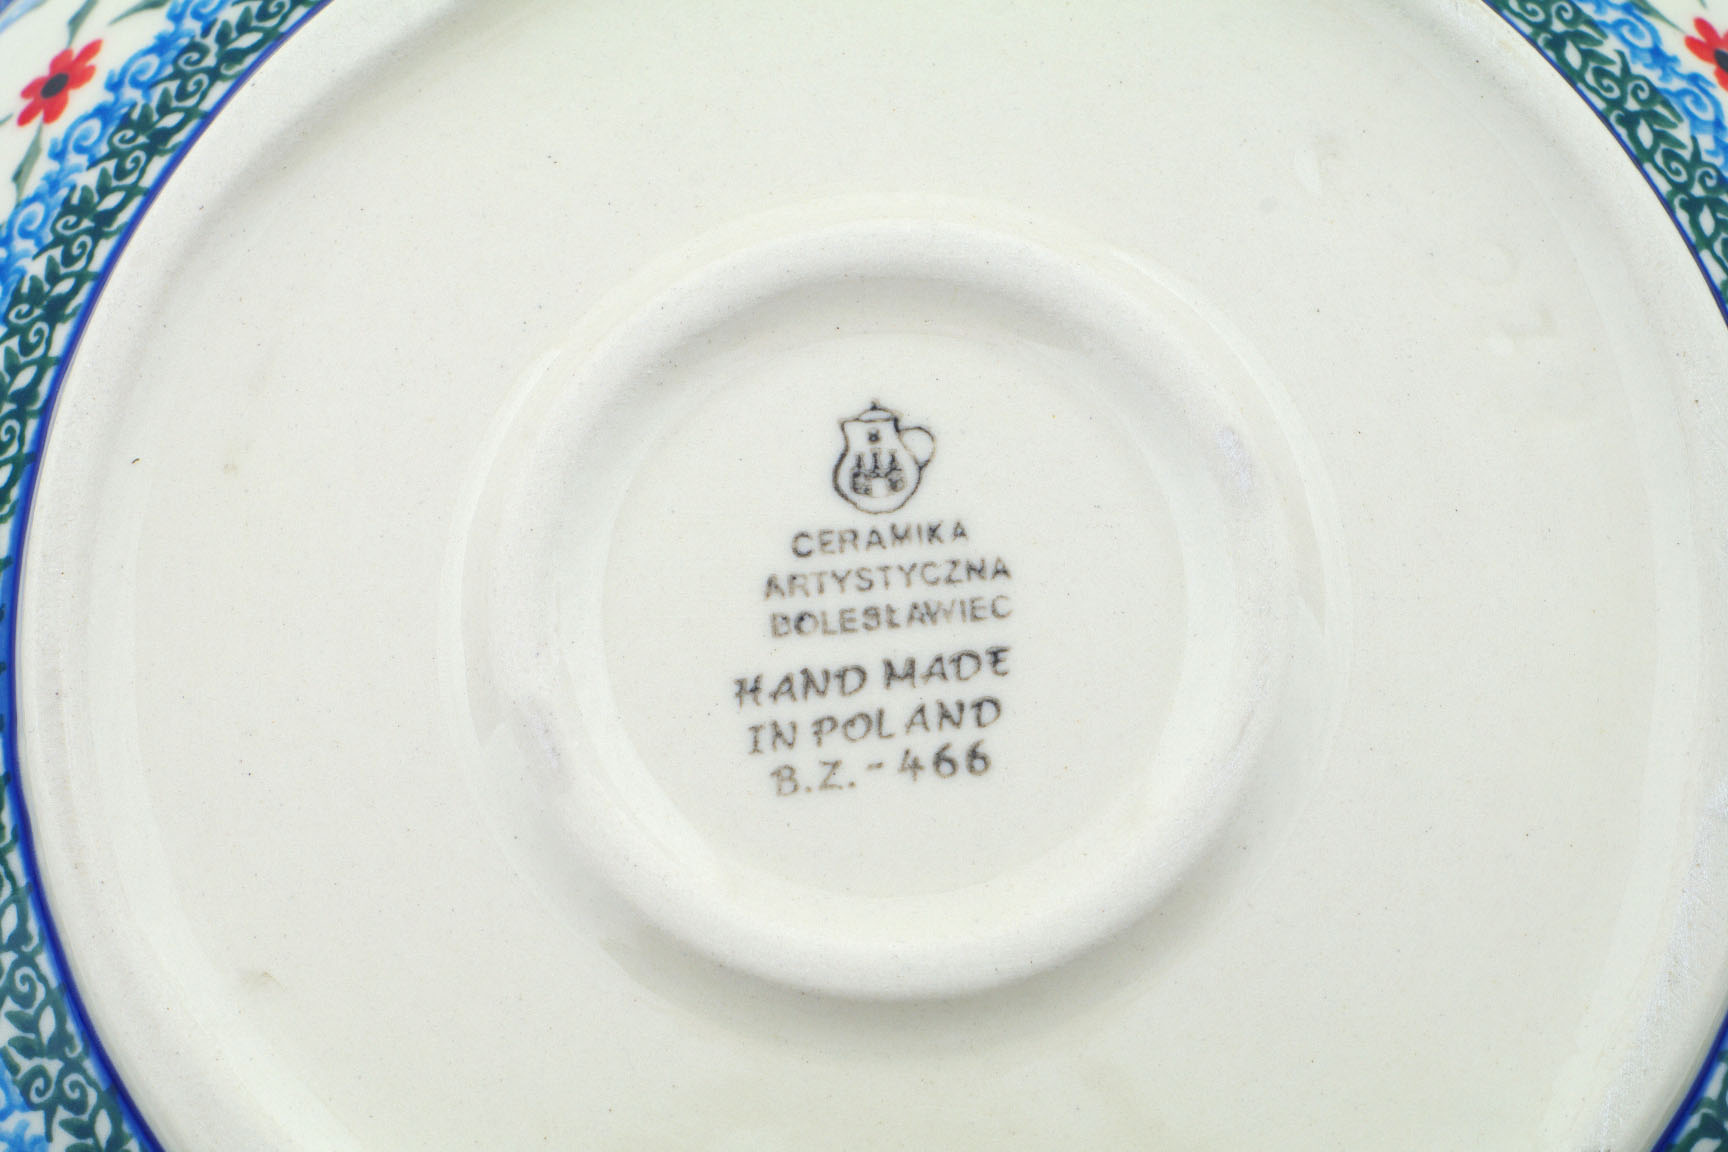 CERAMIKA
ARTYSTYCZNA
BOLESŁAWIEC
HAND MADE
IN POLAND
B.Z.-466